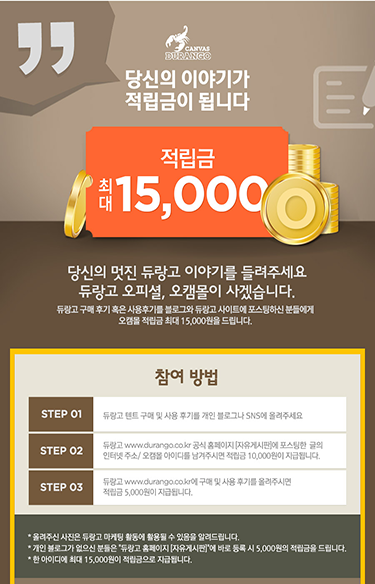 CANVAS
DURANGO
당신의 이야기가
적립금이 됩니다
적립금
최대 15,000
당신의 멋진 듀랑고 이야기를 들려주세요
듀랑고 오피셜, 오캠몰이 사겠습니다.
듀랑고 구매 후기 혹은 사용후기를 블로그와 듀랑고 사이트에 포스팅하신 분들에게
오캠몰 적립금 최대 15,000원을 드립니다.
참여 방법
STEP 01
듀랑고 텐트 구매 및 사용 후기를 개인 블로그나 SNS에 올려주세요
STEP 02
듀랑고 www.durango.co.kr 공식 홈페이지 [자유게시판]에 포스팅한 글의
인터넷 주소/ 오캠몰 아이디를 남겨주시면 적립금 10,000원이 지급됩니다.
STEP 03
듀랑고 www.durango.co.kr에 구매 및 사용 후기를 올려주시면
적립금 5,000원이 지급됩니다.
* 올려주신 사진은 듀랑고 마케팅 활동에 활용될 수 있음을 알려드립니다.
* 개인 블로그가 없으신 분들은 "듀랑고 홈페이지 [자유게시판]"에 바로 등록 시 5,000원의 적립금을 드립니다.
* 한 아이디에 최대 15,000원이 적립금으로 지급됩니다.